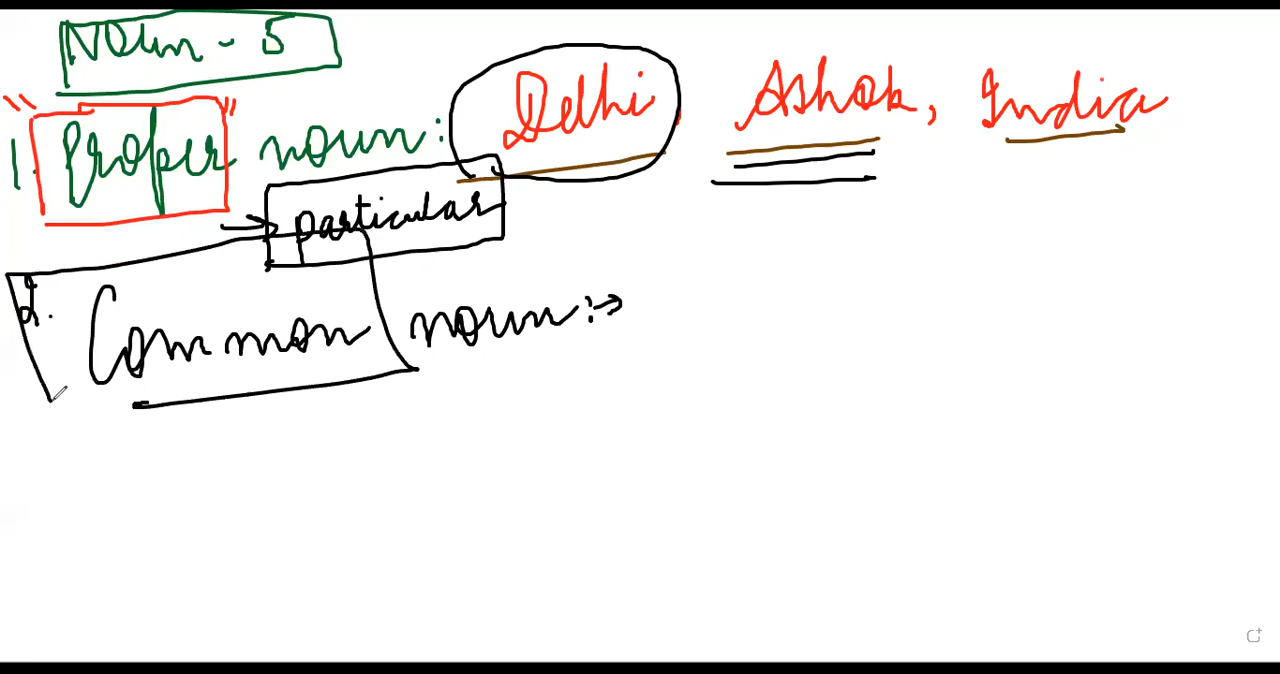 Noun - 5
1. "Proper" noun: Delhi Ashok, India
→ particular
2. Common noun :→